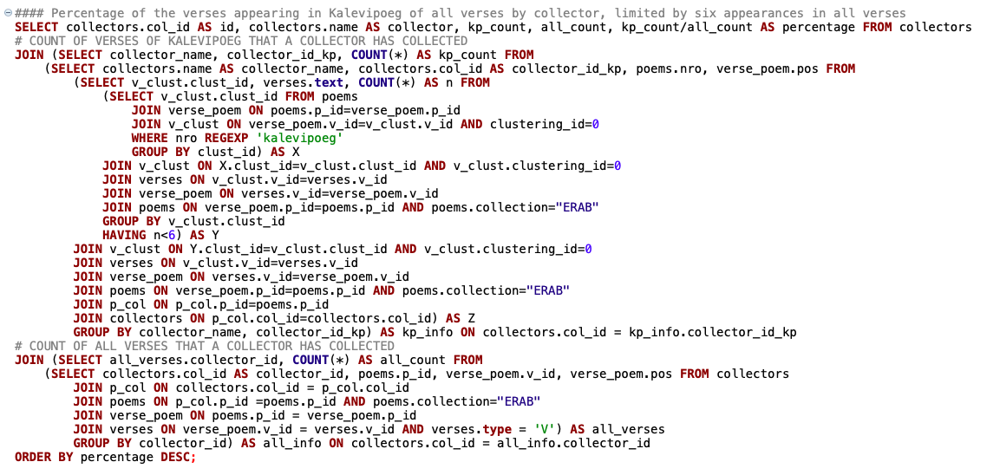 #### Percentage of the verses appearing in Kalevipoeg of all verses by collector, limited by six appearances in all verses
SELECT collectors.col_id AS id, collectors.name AS collector, kp_count, all_count, kp_count/all_count AS percentage FROM collectors
# COUNT OF VERSES OF KALEVIPOEG THAT A COLLECTOR HAS COLLECTED
JOIN (SELECT collector_name, collector_id_kp, COUNT(*) AS kp_count FROM
    (SELECT collectors.name AS collector_name, collectors.col_id AS collector_id_kp, poems.nro, verse_poem.pos FROM
        (SELECT v_clust.clust_id, verses.text, COUNT(*) AS n FROM
            (SELECT v_clust.clust_id FROM poems
                JOIN verse_poem ON poems.p_id=verse_poem.p_id
                JOIN v_clust ON verse_poem.v_id=v_clust.v_id AND clustering_id=0
                WHERE nro REGEXP 'kalevipoeg'
                GROUP BY clust_id) AS X
            JOIN v_clust ON X.clust_id=v_clust.clust_id AND v_clust.clustering_id=0
            JOIN verses ON v_clust.v_id=verses.v_id
            JOIN verse_poem ON verses.v_id=verse_poem.v_id
            JOIN poems ON verse_poem.p_id=poems.p_id AND poems.collection="ERAB"
            GROUP BY v_clust.clust_id
            HAVING n<6) AS Y
        JOIN v_clust ON Y.clust_id=v_clust.clust_id AND v_clust.clustering_id=0
        JOIN verses ON v_clust.v_id=verses.v_id
        JOIN verse_poem ON verses.v_id=verse_poem.v_id
        JOIN poems ON verse_poem.p_id=poems.p_id AND poems.collection="ERAB"
        JOIN p_col ON p_col.p_id=poems.p_id
        JOIN collectors ON p_col.col_id=collectors.col_id) AS Z
        GROUP BY collector_name, collector_id_kp) AS kp_info ON collectors.col_id = kp_info.collector_id_kp
# COUNT OF ALL VERSES THAT A COLLECTOR HAS COLLECTED
JOIN (SELECT all_verses.collector_id, COUNT(*) AS all_count FROM
    (SELECT collectors.col_id AS collector_id, poems.p_id, verse_poem.v_id, verse_poem.pos FROM collectors
        JOIN p_col ON collectors.col_id = p_col.col_id
        JOIN poems ON p_col.p_id =poems.p_id AND poems.collection="ERAB"
        JOIN verse_poem ON poems.p_id = verse_poem.p_id
        JOIN verses ON verse_poem.v_id = verses.v_id AND verses.type = 'V') AS all_verses
        GROUP BY collector_id) AS all_info ON collectors.col_id = all_info.collector_id
ORDER BY percentage DESC;